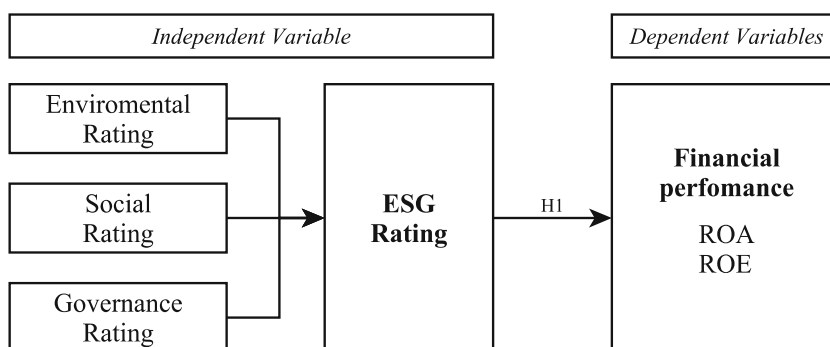 Independent Variable
Dependent Variables
Enviromental
Rating
Social
Rating
Governance
Rating
ESG
Rating
H1
Financial
perfomance
ROA
ROE